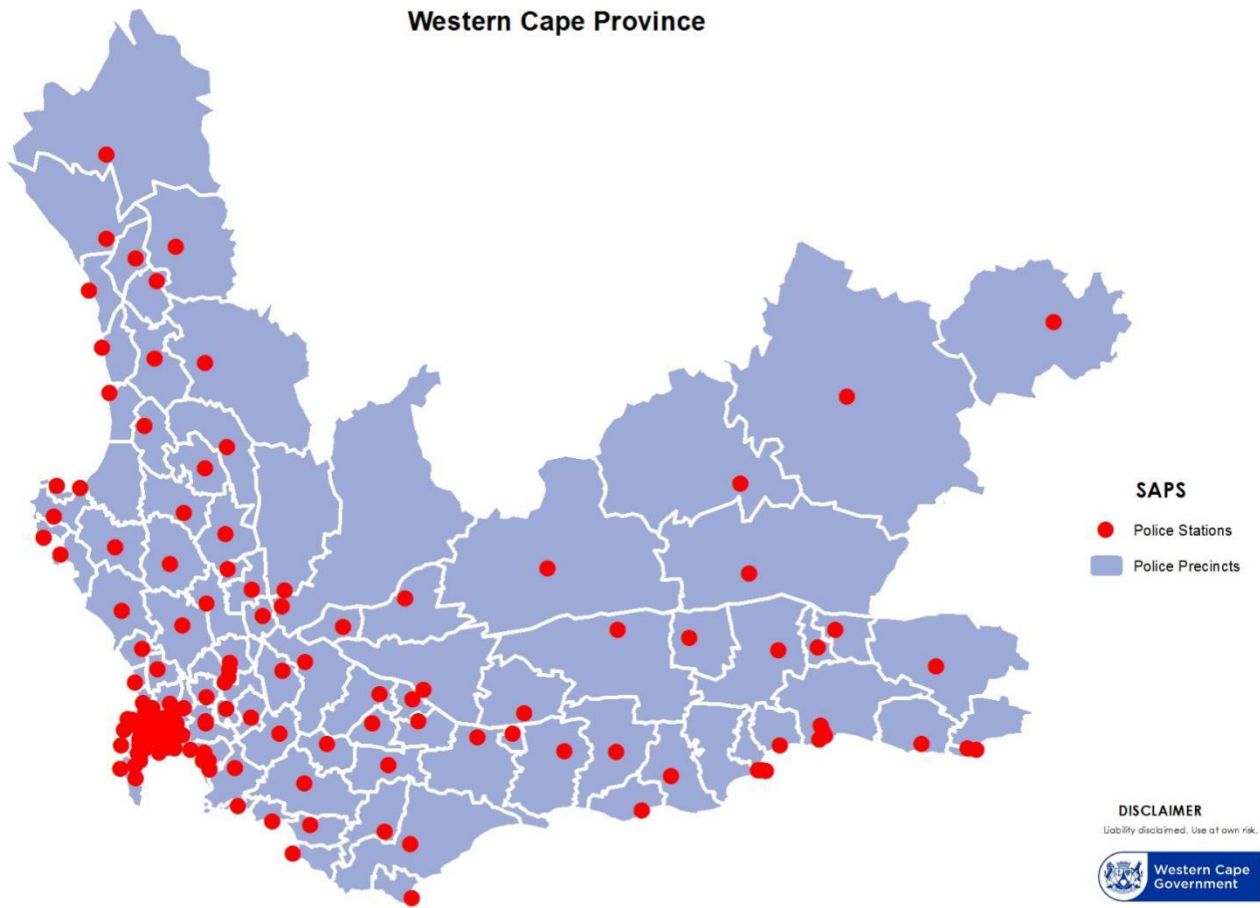 Western Cape Province
SAPS
Police Stations
Police Precincts
DISCLAIMER
Liability disclaimed. Use at own risk.
Western Cape
Government